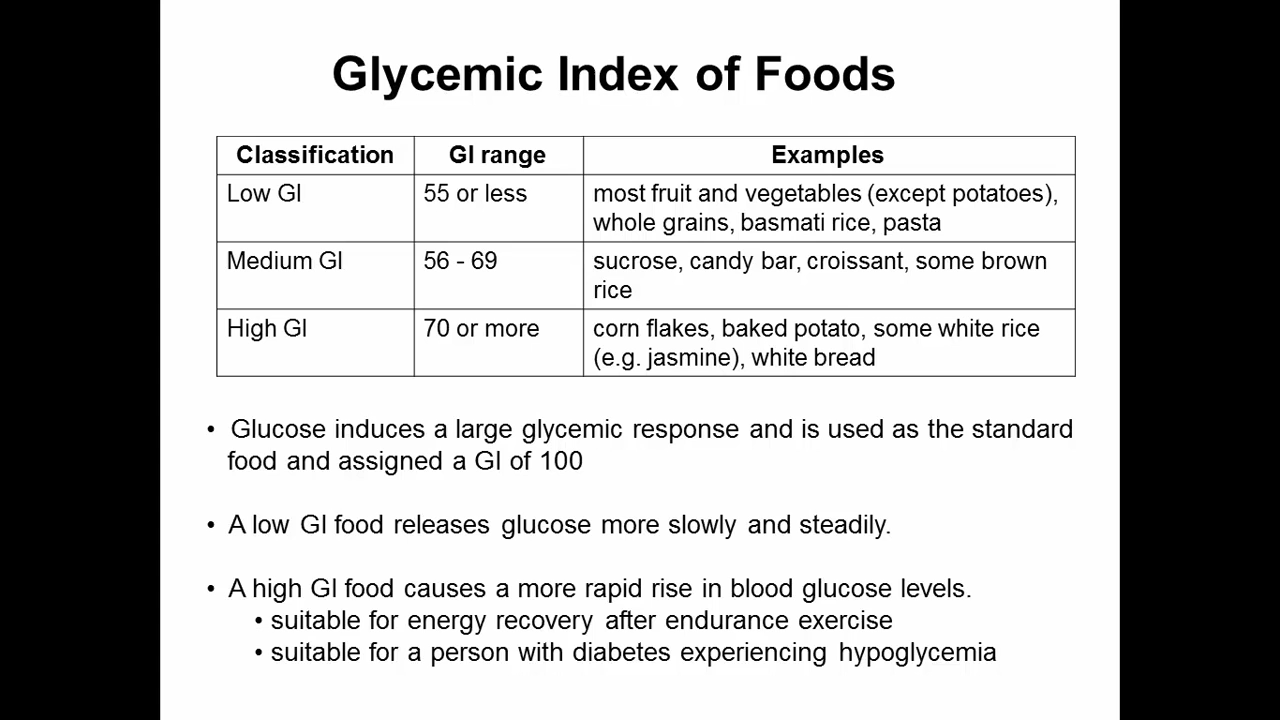 Glycemic Index of Foods
Classification GI range Examples
Low GI 55 or less most fruit and vegetables (except potatoes),
whole grains, basmati rice, pasta
Medium GI 56 - 69 sucrose, candy bar, croissant, some brown
rice
High GI 70 or more corn flakes, baked potato, some white rice
(e.g. jasmine), white bread
• Glucose induces a large glycemic response and is used as the standard
food and assigned a GI of 100
• A low GI food releases glucose more slowly and steadily.
• A high GI food causes a more rapid rise in blood glucose levels.
• suitable for energy recovery after endurance exercise
• suitable for a person with diabetes experiencing hypoglycemia